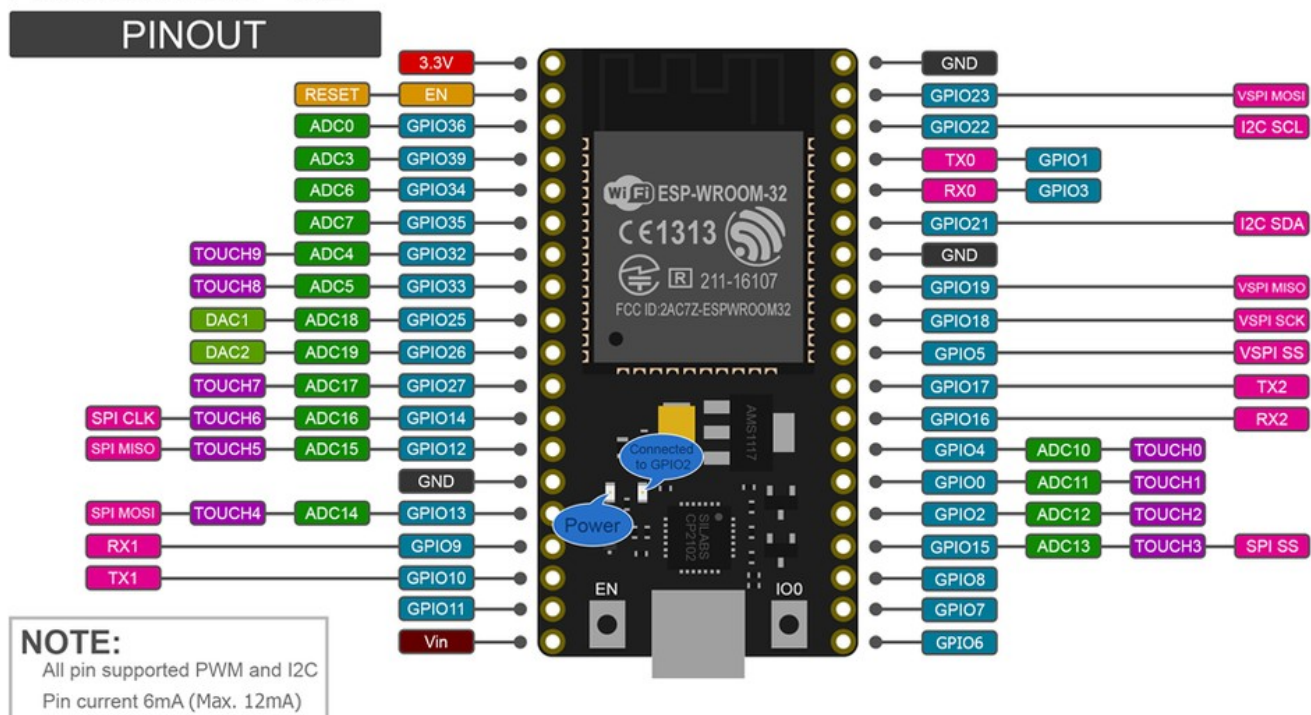 PINOUT
3.3V GND
RESET EN GPIO23 VSPI MOSI
ADC0 GPIO36 GPIO22 I2C SCL
ADC3 GPIO39 TX0 GPIO1
ADC6 GPIO34 RX0 GPIO3
ADC7 GPIO35 GPIO21 I2C SDA
TOUCH9 ADC4 GPIO32 GND
TOUCH8 ADC5 GPIO33 GPIO19 VSPI MISO
DAC1 ADC18 GPIO25 GPIO18 VSPI SCK
DAC2 ADC19 GPIO26 GPIO5 VSPI SS
TOUCH7 ADC17 GPIO27 GPIO17 TX2
SPI CLK TOUCH6 ADC16 GPIO14 GPIO16 RX2
SPI MISO TOUCH5 ADC15 GPIO12 GPIO4 ADC10 TOUCH0
GND GPIO0 ADC11 TOUCH1
SPI MOSI TOUCH4 ADC14 GPIO13 GPIO2 ADC12 TOUCH2
RX1 GPIO9 GPIO15 ADC13 TOUCH3 SPI SS
TX1 GPIO10 GPIO8
GPIO11 GPIO7
Vin GPIO6
WiFi ESP-WROOM-32
CE1313
R 211-16107
FCC ID:2AC7Z-ESPWROOM32
AMS1117
Connected
to GPIO2
Power
SILABS
CP2102
EN IO0
NOTE:
All pin supported PWM and I2C
Pin current 6mA (Max. 12mA)